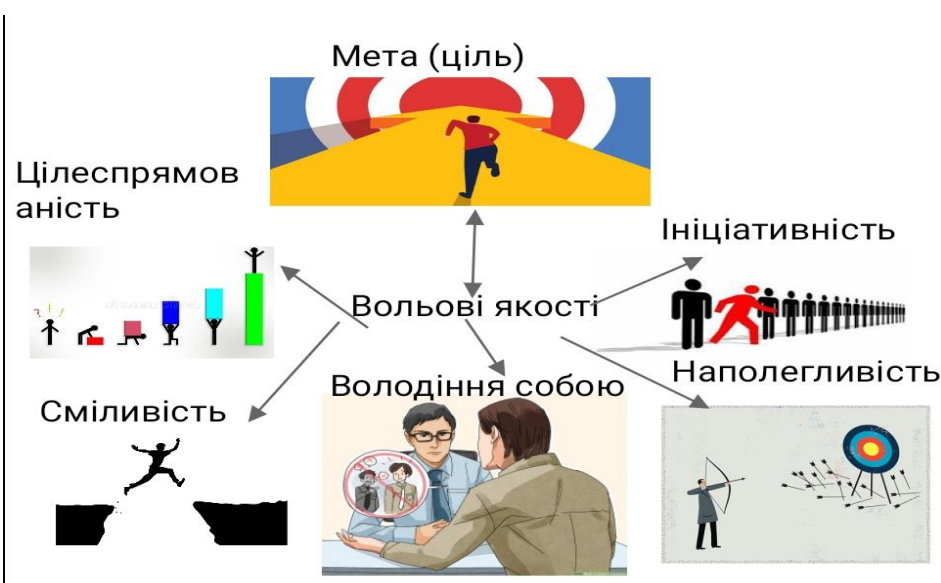 Мета (ціль)
Цілеспрямов
аність
Ініціативність
Вольові якості
Володіння собою
Наполегливість
Сміливість